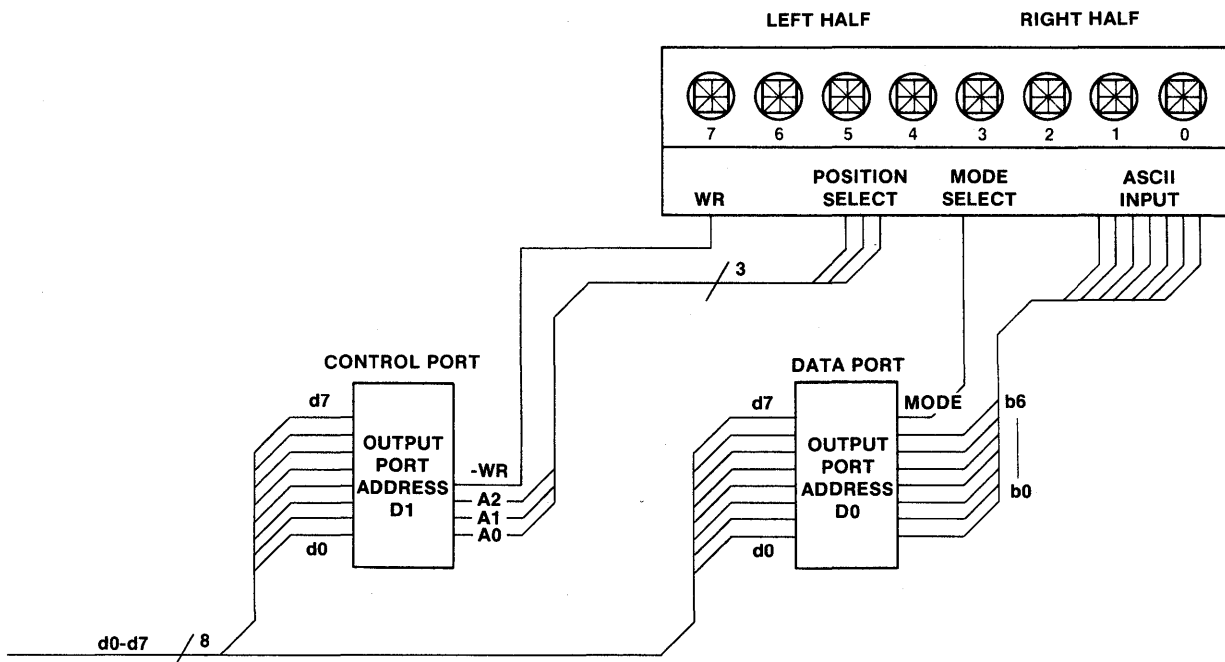 LEFT HALF RIGHT HALF
7 6 5 4 3 2 1 0
WR POSITION SELECT MODE SELECT ASCII INPUT
3
CONTROL PORT
d7
OUTPUT PORT ADDRESS D1
d0
-WR
A2
A1
A0
DATA PORT
d7
OUTPUT PORT ADDRESS D0
d0
MODE
b6
b0
d0-d7 8